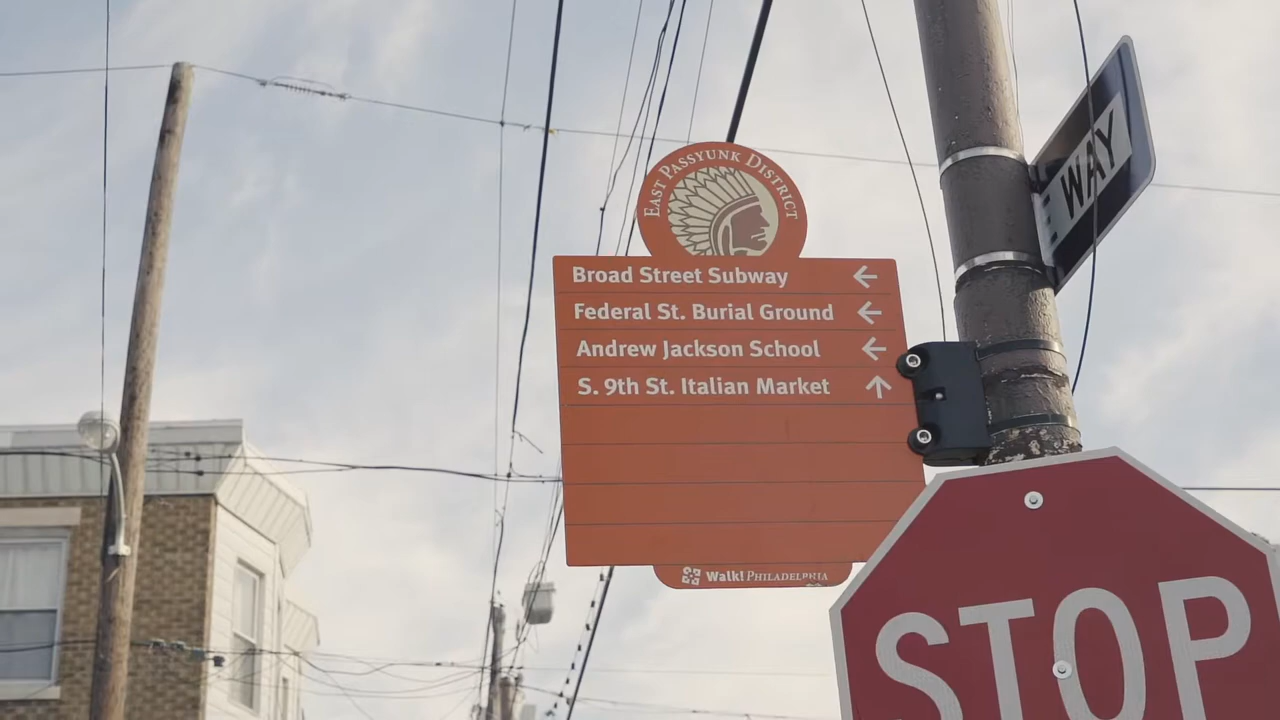 EAST PASSYUNK DISTRICT
Broad Street Subway ←
Federal St. Burial Ground ←
Andrew Jackson School ←
S. 9th St. Italian Market ↑
Walk! PHILADELPHIA
WAY
STOP